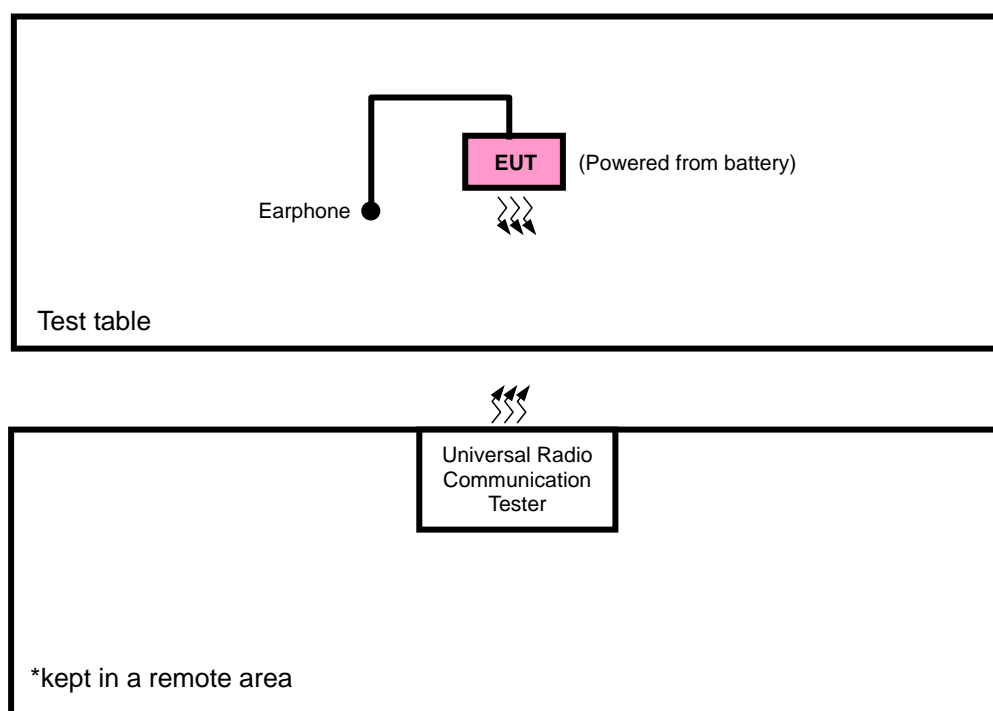 EUT
(Powered from battery)
Earphone
Test table
Universal Radio
Communication
Tester
*kept in a remote area